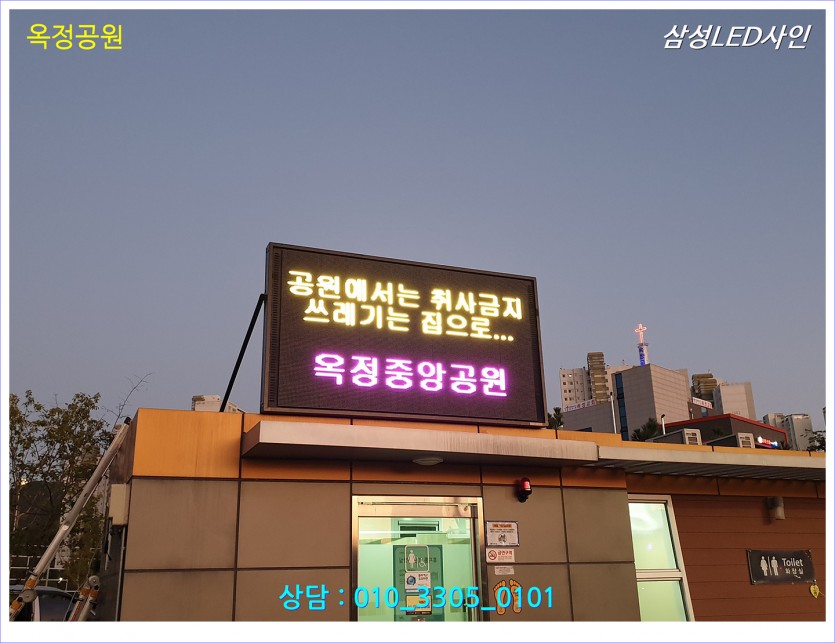 옥정공원
삼성LED사인
공원에서는 취사금지
쓰레기는 집으로...
옥정중앙공원
Toilet
화장실
상담 : 010_3305_0101